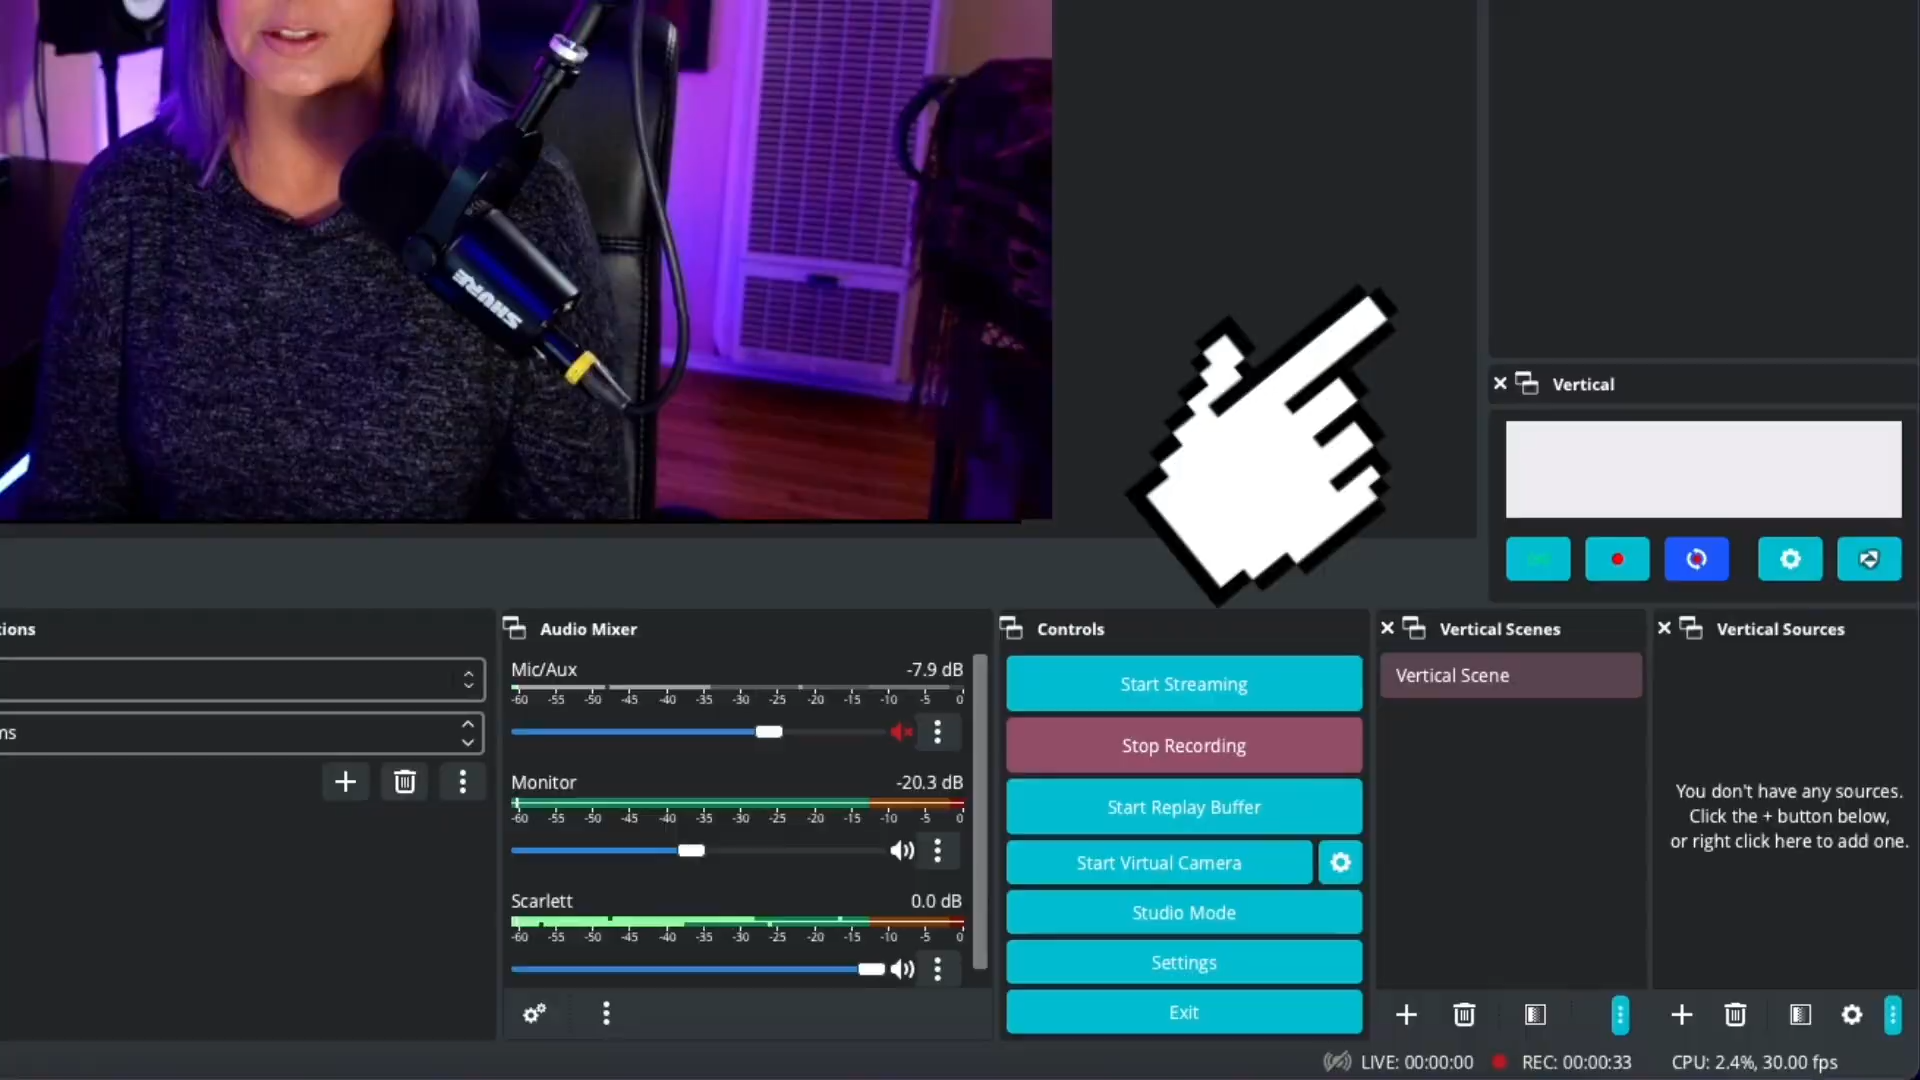 SHURE
Vertical
tions
Audio Mixer
Controls
Vertical Scenes
Vertical Sources
Mic/Aux -7.9 dB
-60 -55 -50 -45 -40 -35 -30 -25 -20 -15 -10 -5 0
ms
Monitor -20.3 dB
-60 -55 -50 -45 -40 -35 -30 -25 -20 -15 -10 -5 0
Scarlett 0.0 dB
-60 -55 -50 -45 -40 -35 -30 -25 -20 -15 -10 -5 0
Start Streaming
Stop Recording
Start Replay Buffer
Start Virtual Camera
Studio Mode
Settings
Exit
Vertical Scene
You don't have any sources.
Click the + button below,
or right click here to add one.
LIVE: 00:00:00 REC: 00:00:33 CPU: 2.4%, 30.00 fps